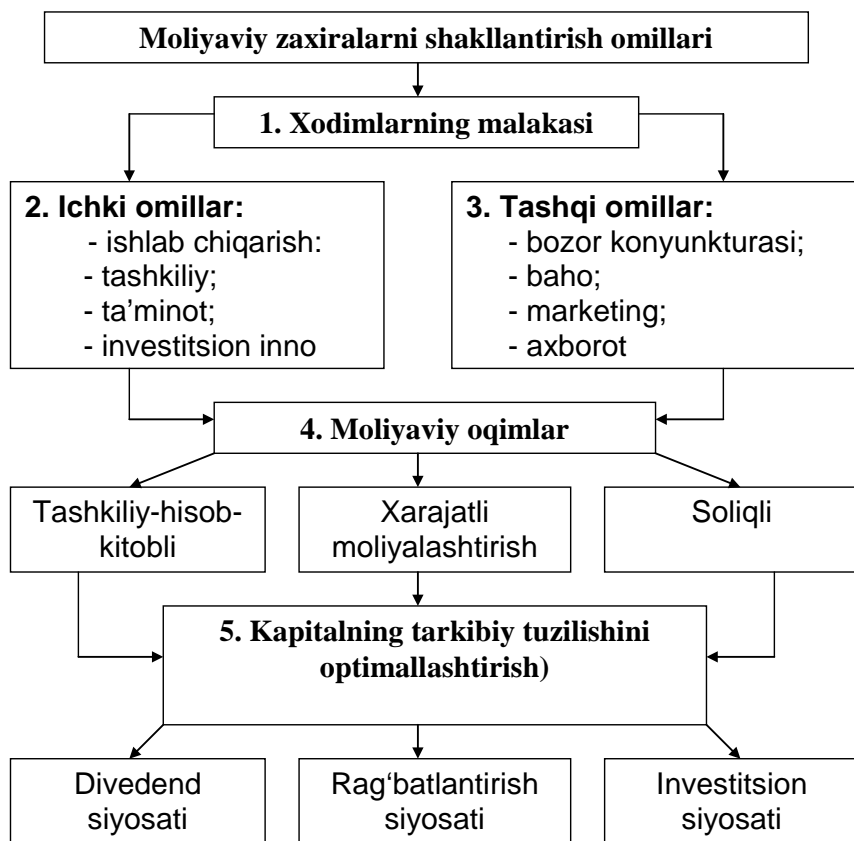 Moliyaviy zaxiralarni shakllantirish omillari
1. Xodimlarning malakasi
2. Ichki omillar:
- ishlab chiqarish:
- tashkiliy;
- ta’minot;
- investitsion inno
3. Tashqi omillar:
- bozor konyunkturasi;
- baho;
- marketing;
- axborot
4. Moliyaviy oqimlar
Tashkiliy-hisob-
kitobli
Xarajatli
moliyalashtirish
Soliqli
5. Kapitalning tarkibiy tuzilishini
optimallashtirish)
Divedend
siyosati
Rag‘batlantirish
siyosati
Investitsion
siyosati